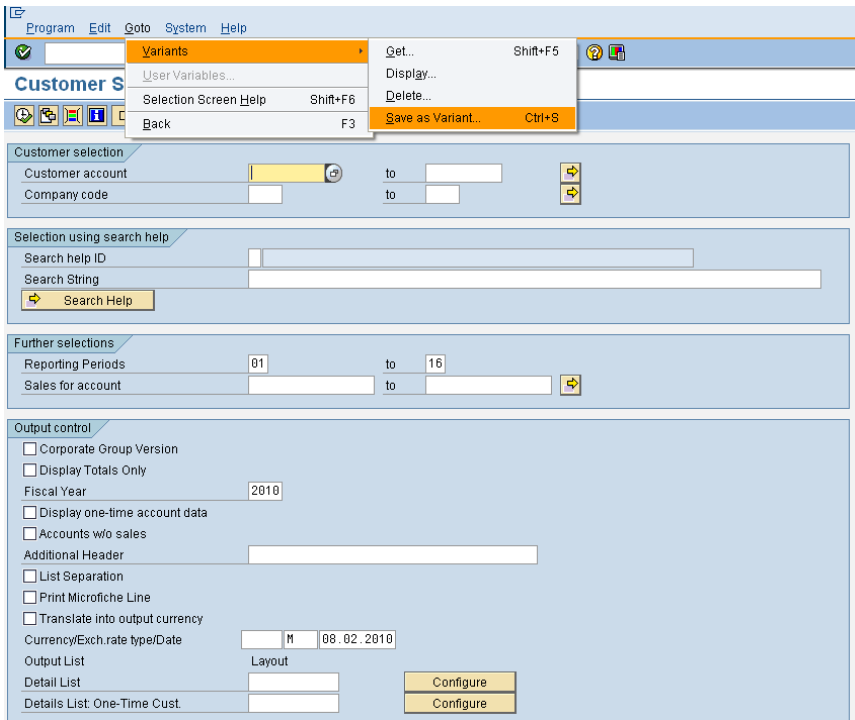 Program Edit Goto System Help
Variants
Get... Shift+F5
User Variables...
Display...
Customer S
Selection Screen Help Shift+F6
Delete...
Back F3
Save as Variant... Ctrl+S
Customer selection
Customer account to
Company code to
Selection using search help
Search help ID
Search String
Search Help
Further selections
Reporting Periods 01 to 16
Sales for account to
Output control
Corporate Group Version
Display Totals Only
Fiscal Year 2010
Display one-time account data
Accounts w/o sales
Additional Header
List Separation
Print Microfiche Line
Translate into output currency
Currency/Exch.rate type/Date M 08.02.2010
Output List Layout
Detail List Configure
Details List: One-Time Cust. Configure